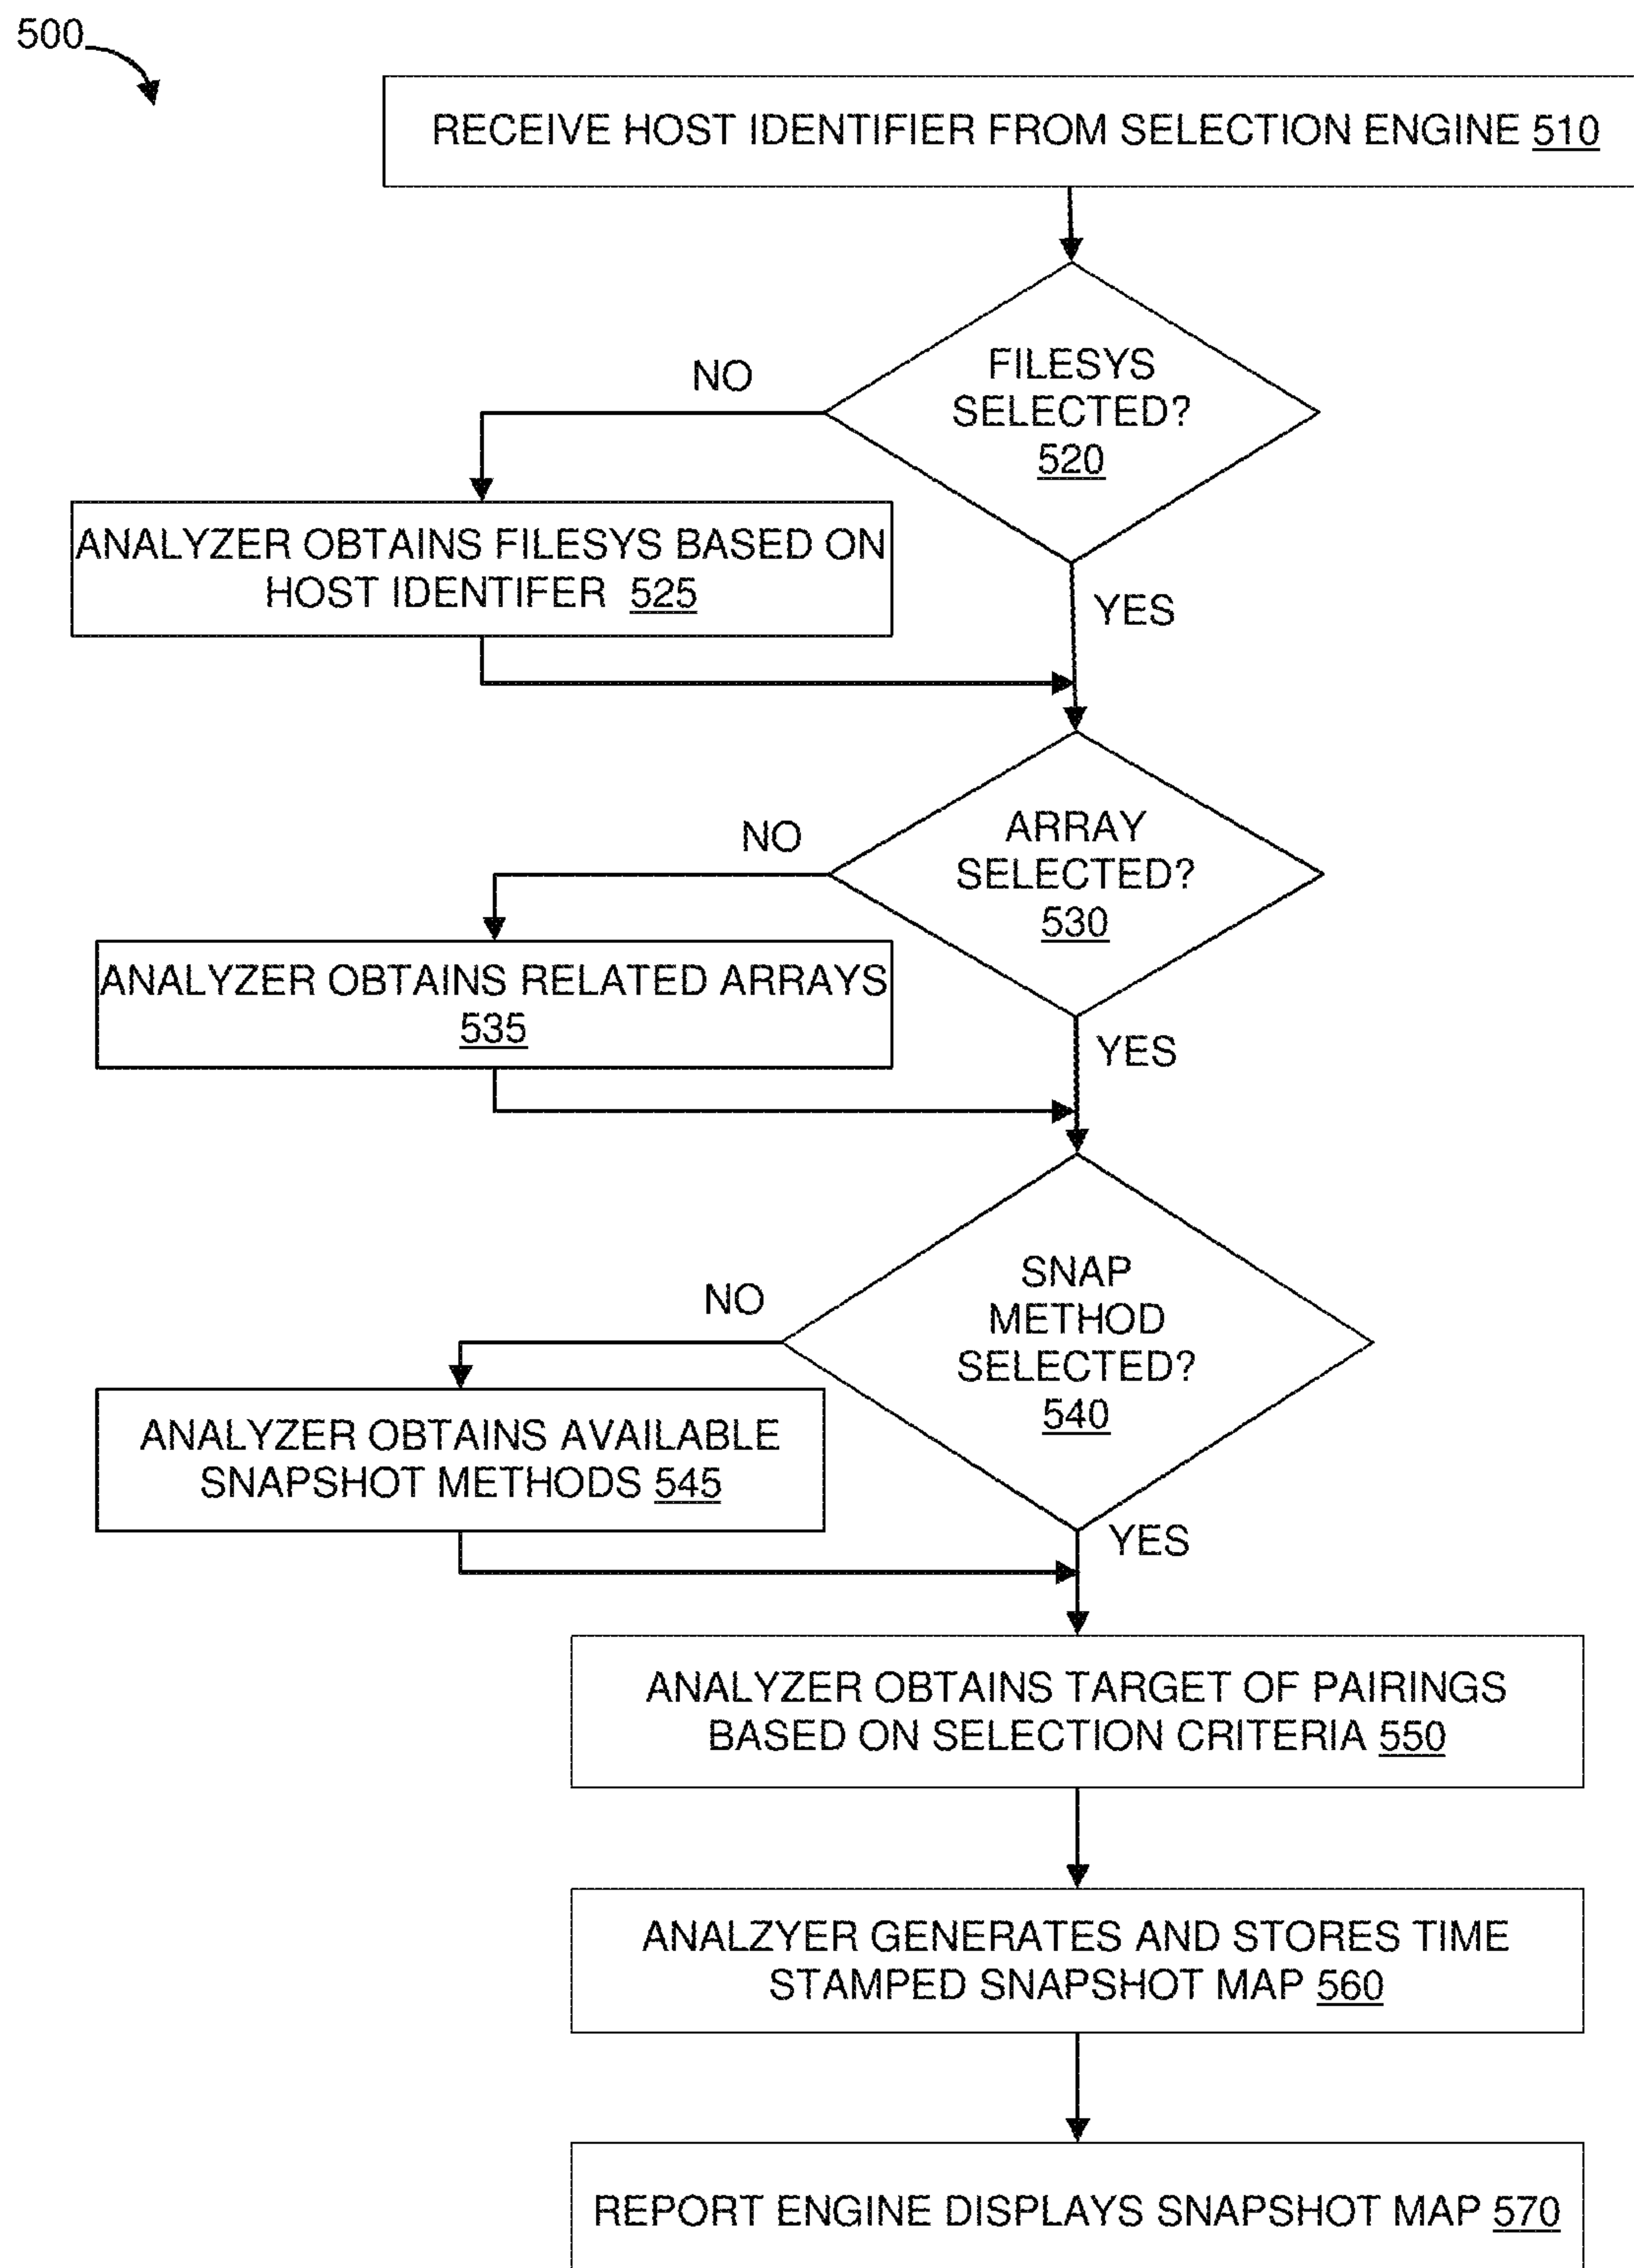 500
RECEIVE HOST IDENTIFIER FROM SELECTION ENGINE 510
FILESYS
SELECTED?
520
NO
ANALYZER OBTAINS FILESYS BASED ON
HOST IDENTIFER 525
YES
ARRAY
SELECTED?
530
NO
ANALYZER OBTAINS RELATED ARRAYS
535
YES
SNAP
METHOD
SELECTED?
540
NO
ANALYZER OBTAINS AVAILABLE
SNAPSHOT METHODS 545
YES
ANALYZER OBTAINS TARGET OF PAIRINGS
BASED ON SELECTION CRITERIA 550
ANALZYER GENERATES AND STORES TIME
STAMPED SNAPSHOT MAP 560
REPORT ENGINE DISPLAYS SNAPSHOT MAP 570